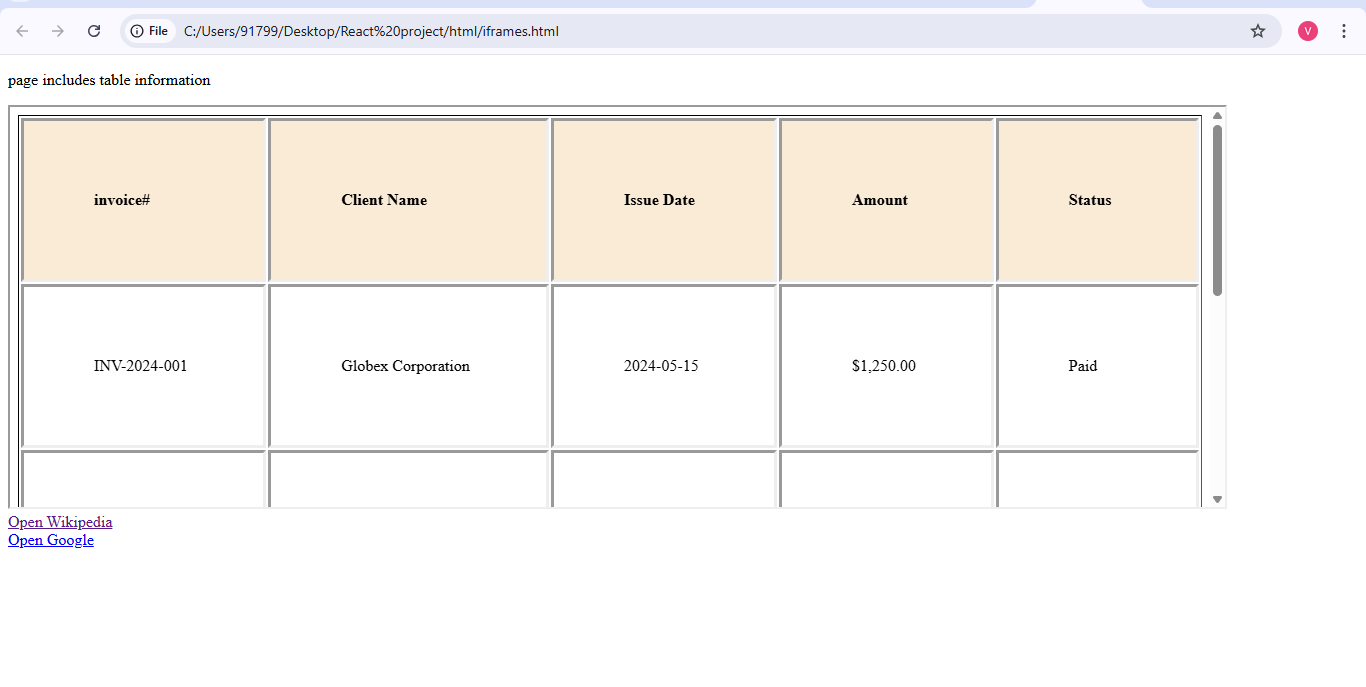 File C:/Users/91799/Desktop/React%20project/html/iframes.html V
page includes table information
invoice# Client Name Issue Date Amount Status
INV-2024-001 Globex Corporation 2024-05-15 $1,250.00 Paid
Open Wikipedia
Open Google